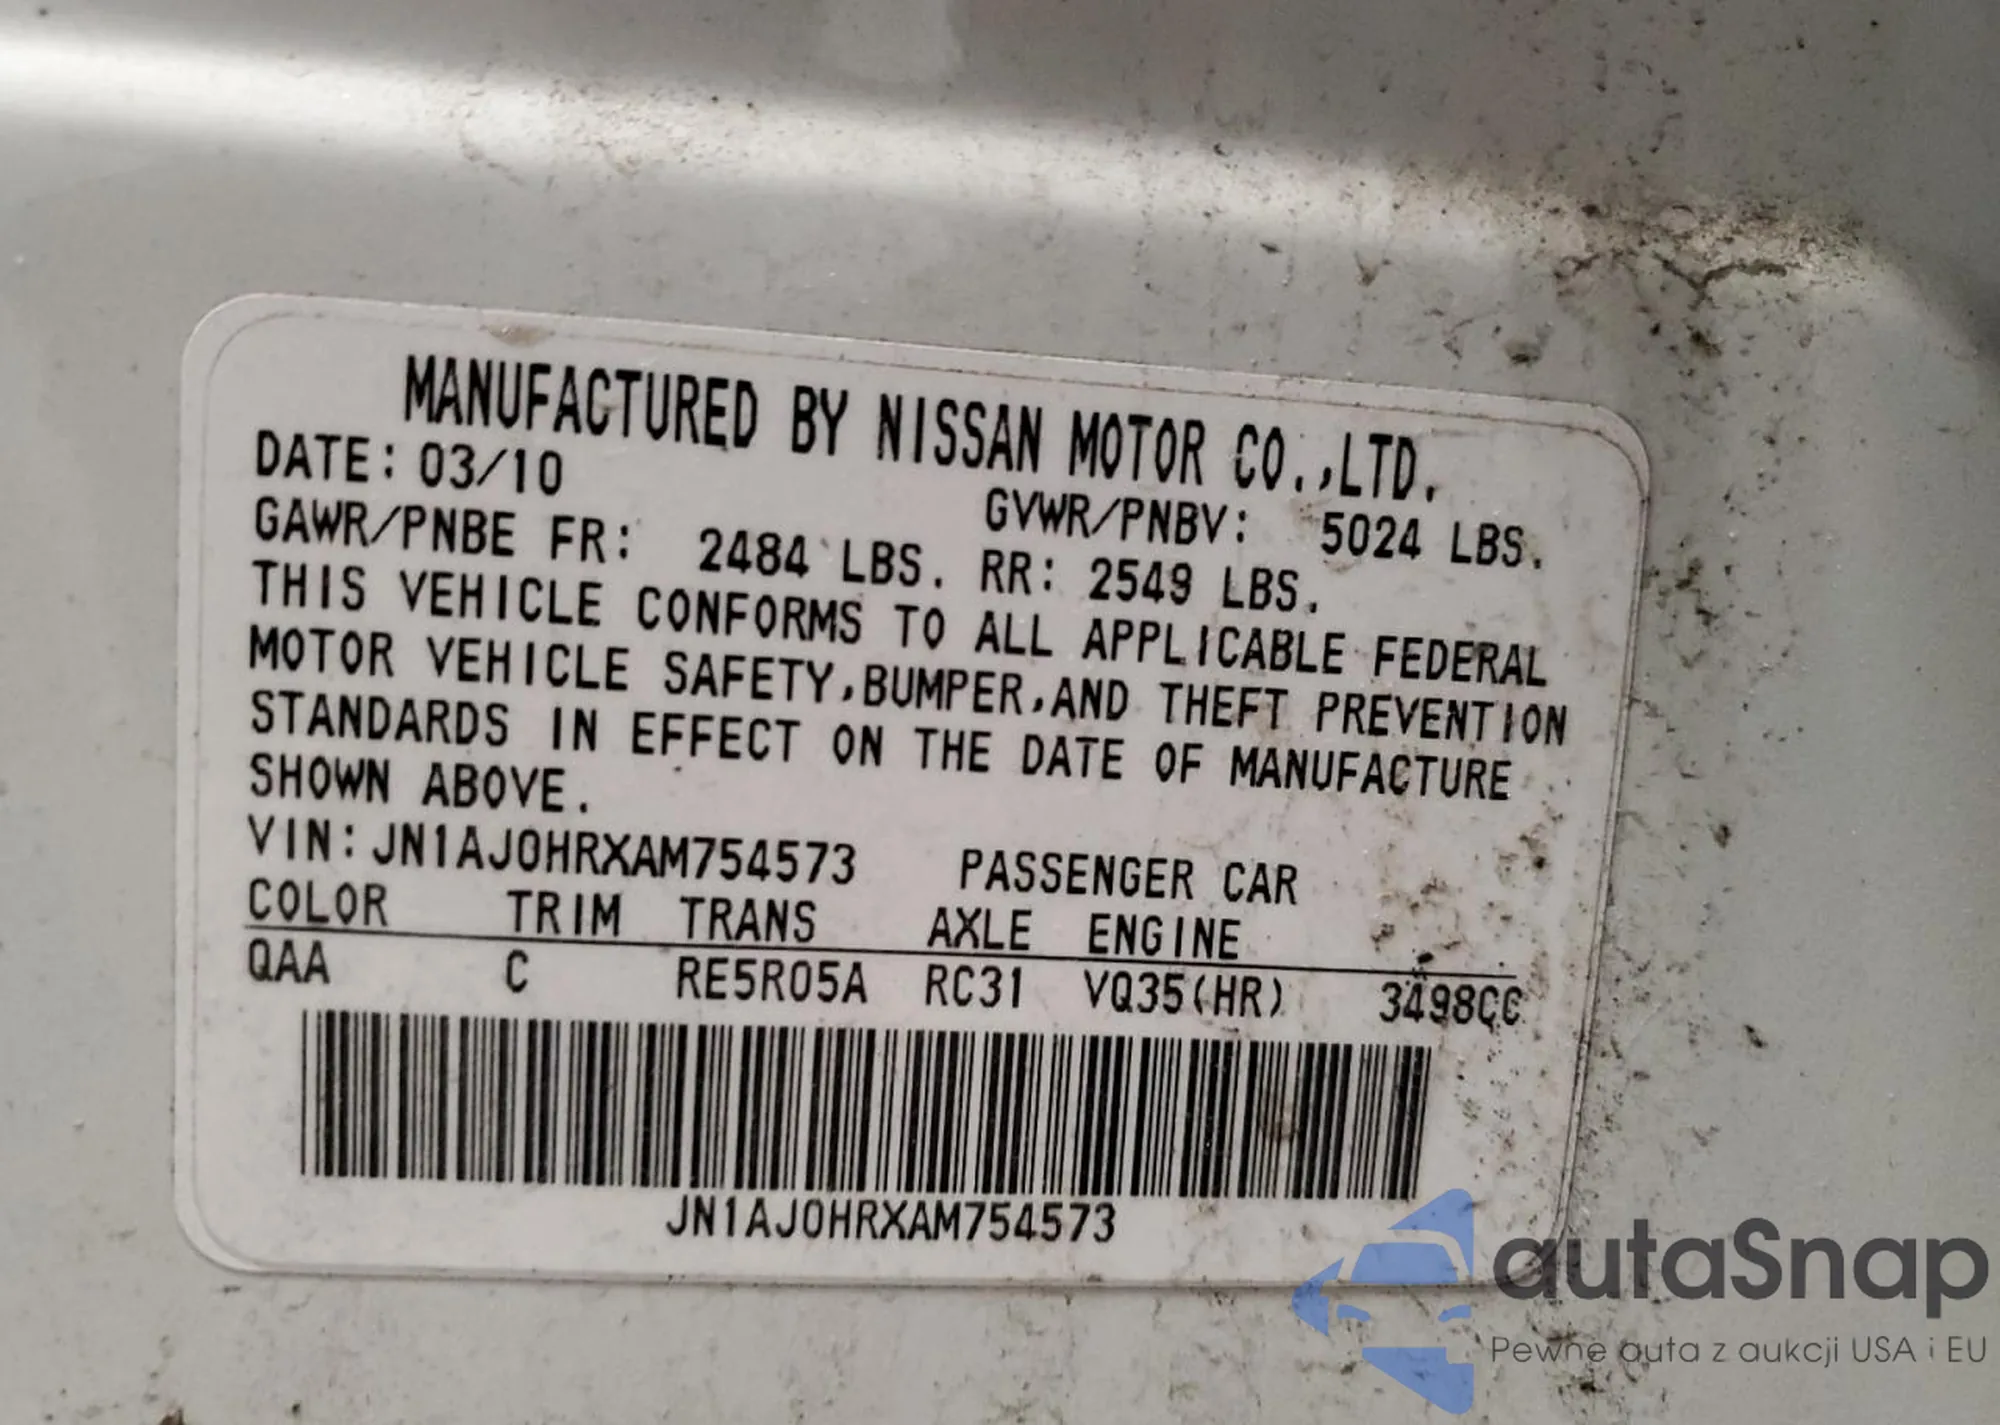 MANUFACTURED BY NISSAN MOTOR CO.,LTD.
DATE: 03/10
GVWR/PNBV: 5024 LBS.
GAWR/PNBE FR: 2484 LBS. RR: 2549 LBS.
THIS VEHICLE CONFORMS TO ALL APPLICABLE FEDERAL
MOTOR VEHICLE SAFETY,BUMPER,AND THEFT PREVENTION
STANDARDS IN EFFECT ON THE DATE OF MANUFACTURE
SHOWN ABOVE.
VIN:JN1AJ0HRXAM754573 PASSENGER CAR
COLOR TRIM TRANS AXLE ENGINE
QAA C RE5R05A RC31 VQ35(HR) 3498CC
JN1AJ0HRXAM754573
autaSnap
Pewne auta z aukcji USA i EU